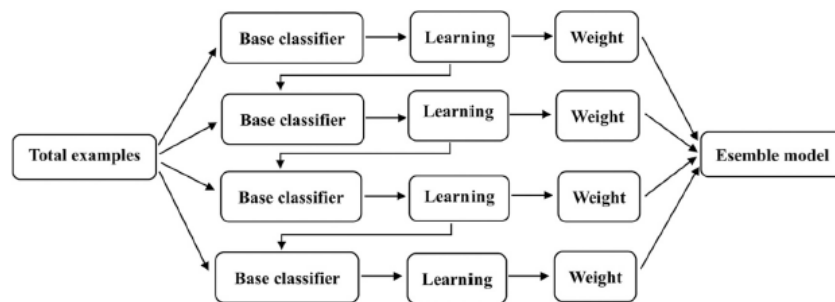 Base classifier
Learning
Weight
Base classifier
Learning
Weight
Total examples
Esemble model
Base classifier
Learning
Weight
Base classifier
Learning
Weight